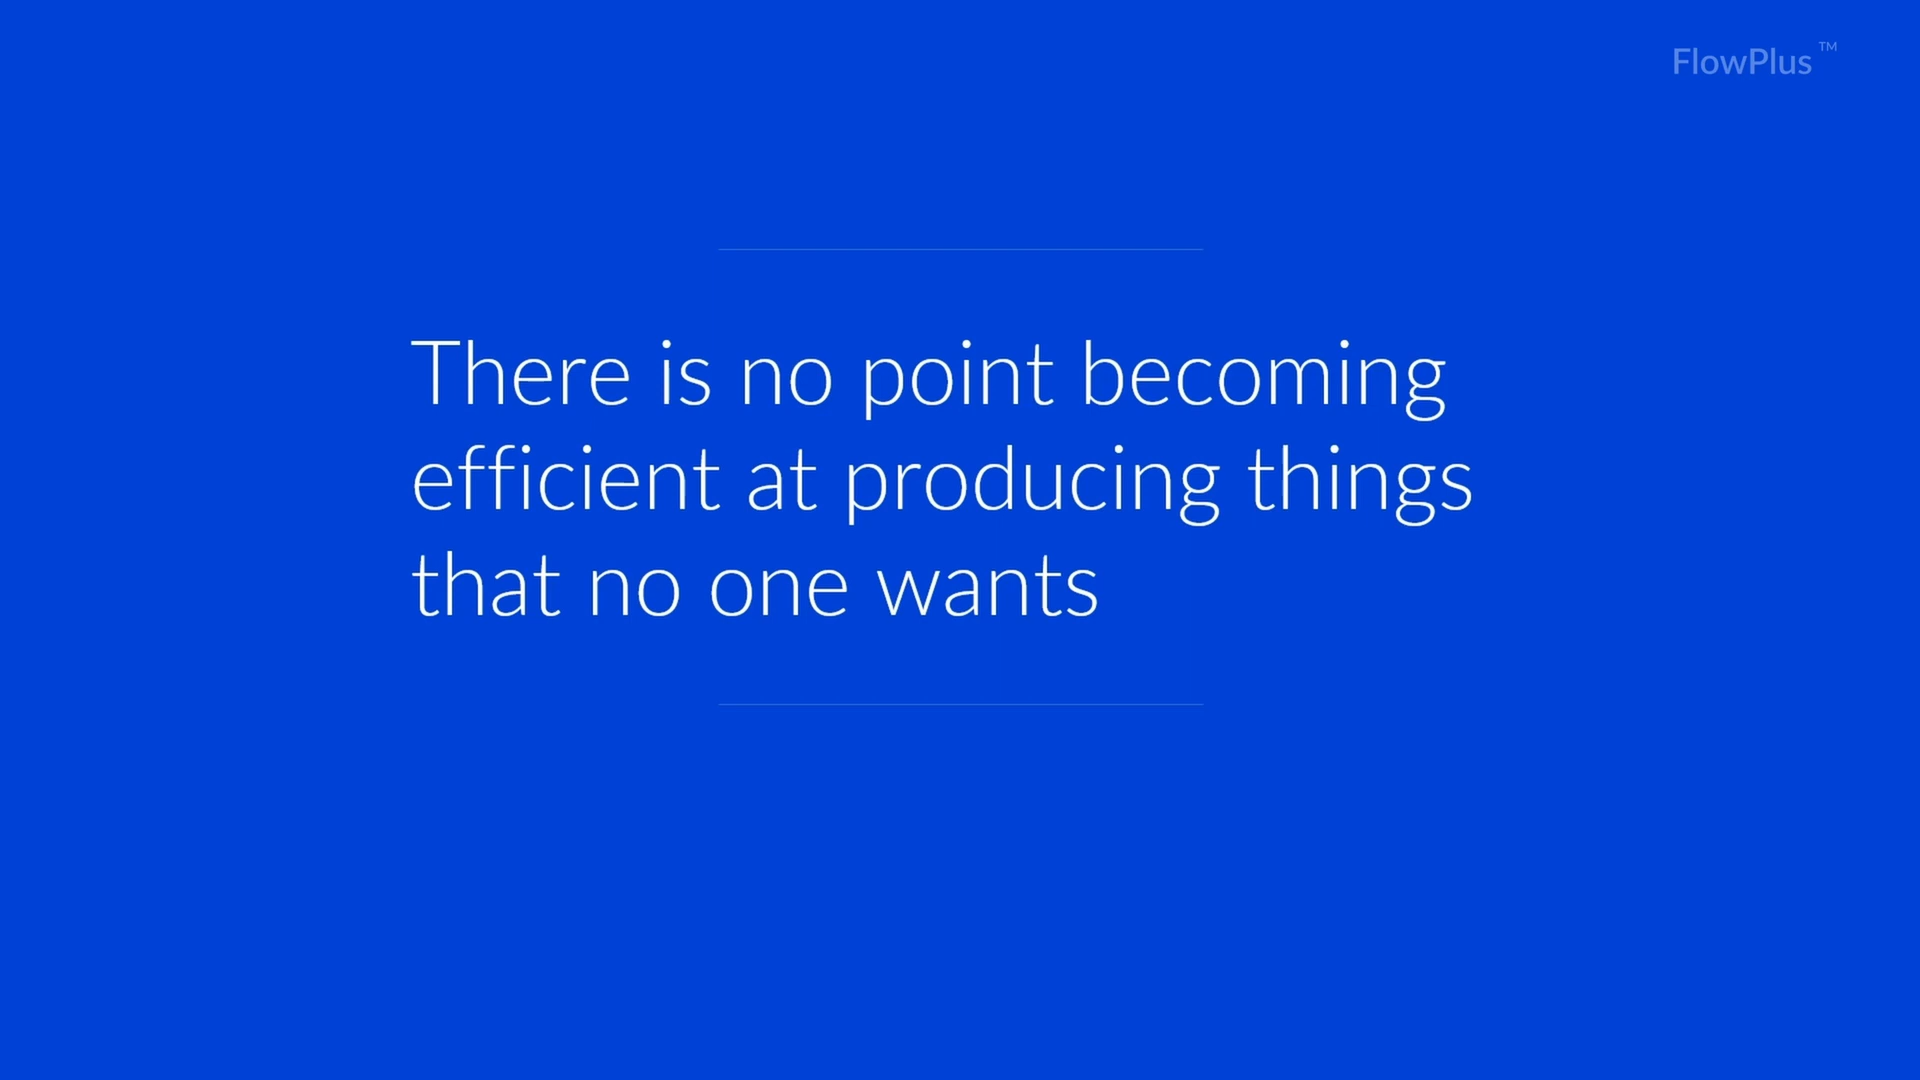 FlowPlus™
There is no point becoming
efficient at producing things
that no one wants